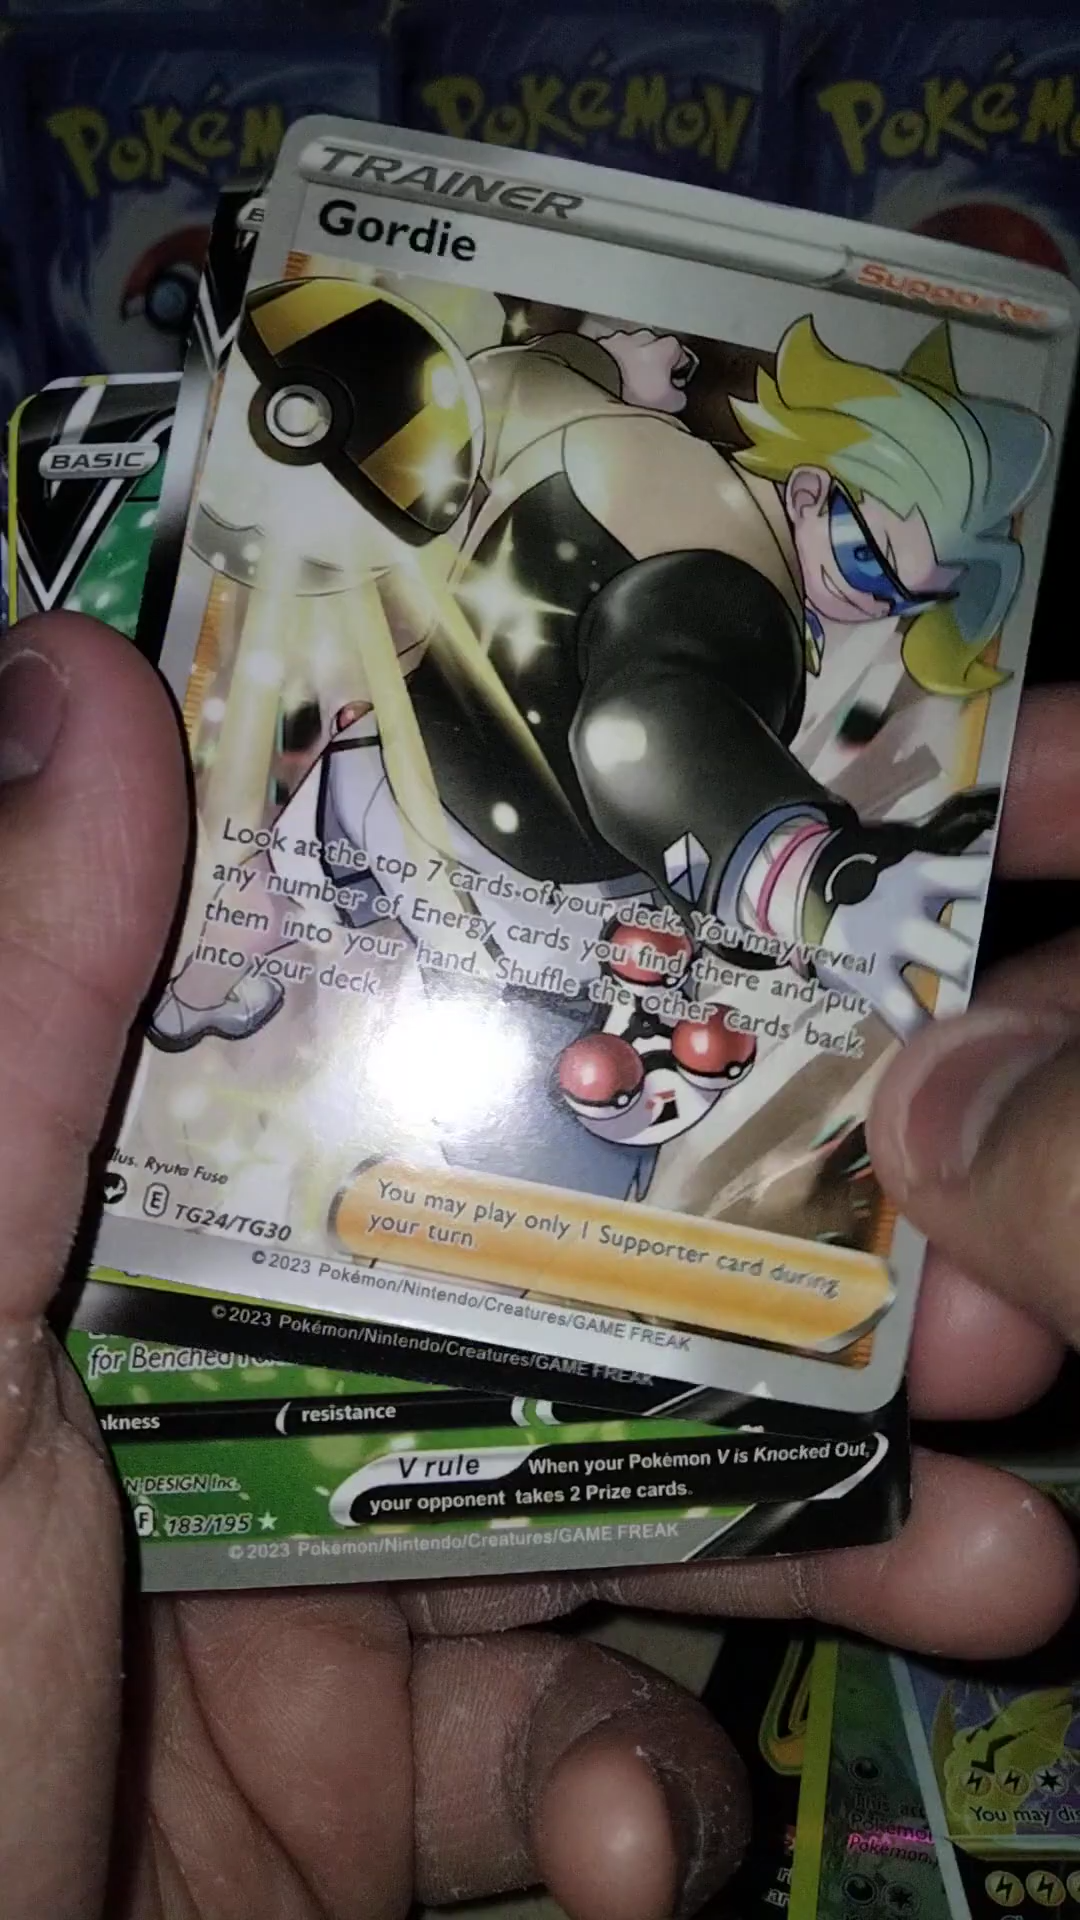 POKéMON
POKéMON
TRAINER
Gordie
Supporter
BASIC
Look at the top 7 cards of your deck. You may reveal
any number of Energy cards you find there and put
them into your hand. Shuffle the other cards back
into your deck.
Illus. Ryuta Fuse
E TG24/TG30
You may play only 1 Supporter card during
your turn.
©2023 Pokémon/Nintendo/Creatures/GAME FREAK
©2023 Pokémon/Nintendo/Creatures/GAME FREAK
for Benched
kness
resistance
V rule When your Pokémon V is Knocked Out,
your opponent takes 2 Prize cards.
N DESIGN Inc.
F 183/195
©2023 Pokémon/Nintendo/Creatures/GAME FREAK
You may dis
Pokémon